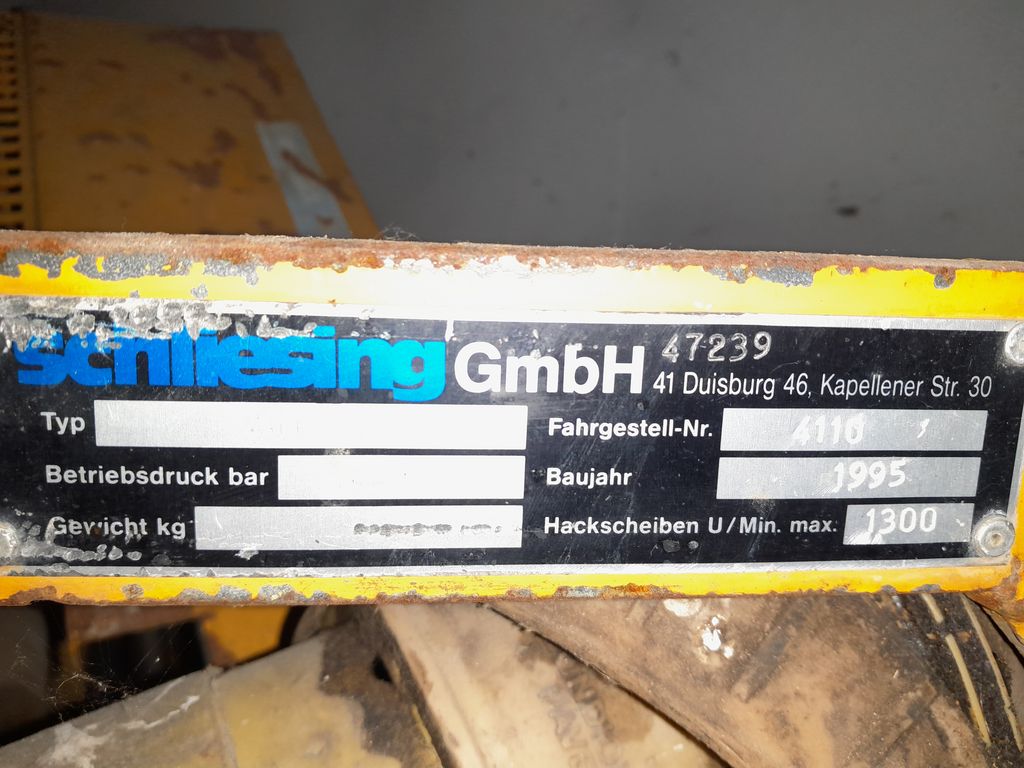 schliesing GmbH 47239
41 Duisburg 46, Kapellener Str. 30
Typ
Fahrgestell-Nr. 4110
Betriebsdruck bar
Baujahr 1995
Gewicht kg
Hackscheiben U/Min. max. 1300